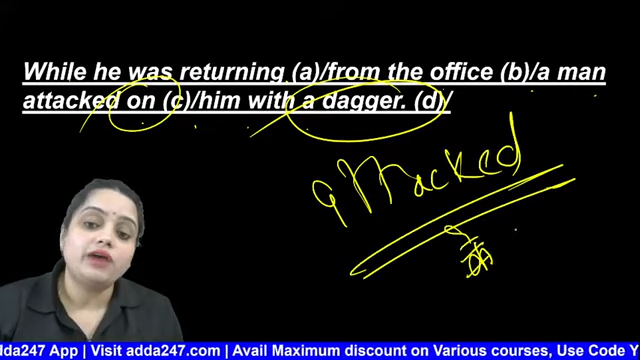 While he was returning (a)/from the office (b)/a man
attacked on (c)/him with a dagger. (d)/
attacked
dda247 App | Visit adda247.com | Avail Maximum discount on Various courses, Use Code Y